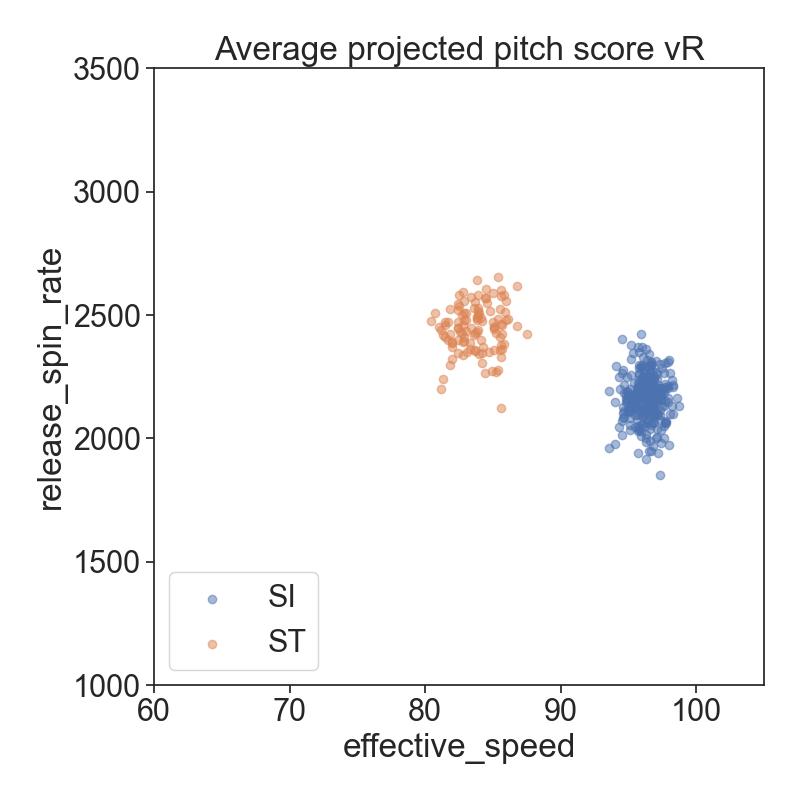 Average projected pitch score vR
3500
3000
2500
2000
1500
1000
release_spin_rate
SI
ST
60 70 80 90 100
effective_speed